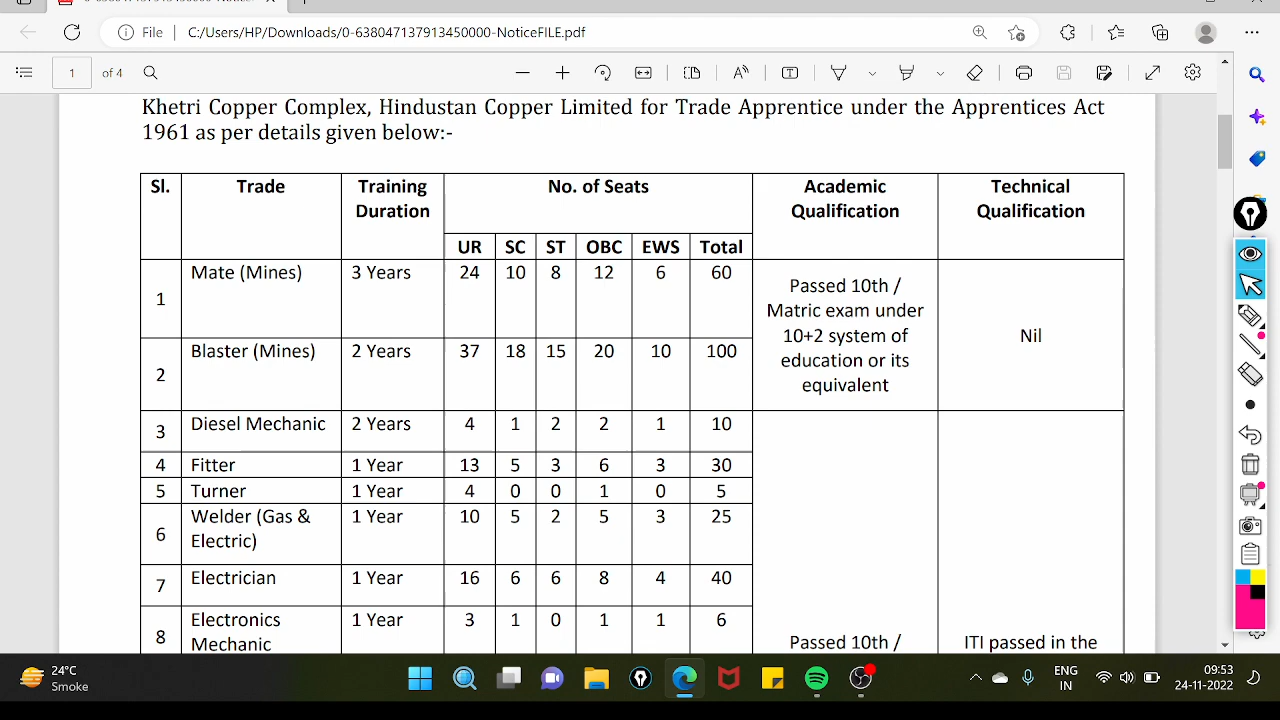 0-638047137913450000-Notice
File C:/Users/HP/Downloads/0-638047137913450000-NoticeFILE.pdf
1 of 4
Khetri Copper Complex, Hindustan Copper Limited for Trade Apprentice under the Apprentices Act
1961 as per details given below:-
Sl. Trade Training Duration No. of Seats Academic Qualification Technical Qualification
UR SC ST OBC EWS Total
1 Mate (Mines) 3 Years 24 10 8 12 6 60
Passed 10th /
Matric exam under
10+2 system of
education or its
equivalent
Nil
2 Blaster (Mines) 2 Years 37 18 15 20 10 100
3 Diesel Mechanic 2 Years 4 1 2 2 1 10
4 Fitter 1 Year 13 5 3 6 3 30
5 Turner 1 Year 4 0 0 1 0 5
6 Welder (Gas & Electric) 1 Year 10 5 2 5 3 25
7 Electrician 1 Year 16 6 6 8 4 40
8 Electronics Mechanic 1 Year 3 1 0 1 1 6
Passed 10th / ITI passed in the
24°C
Smoke
ENG
IN
09:53
24-11-2022